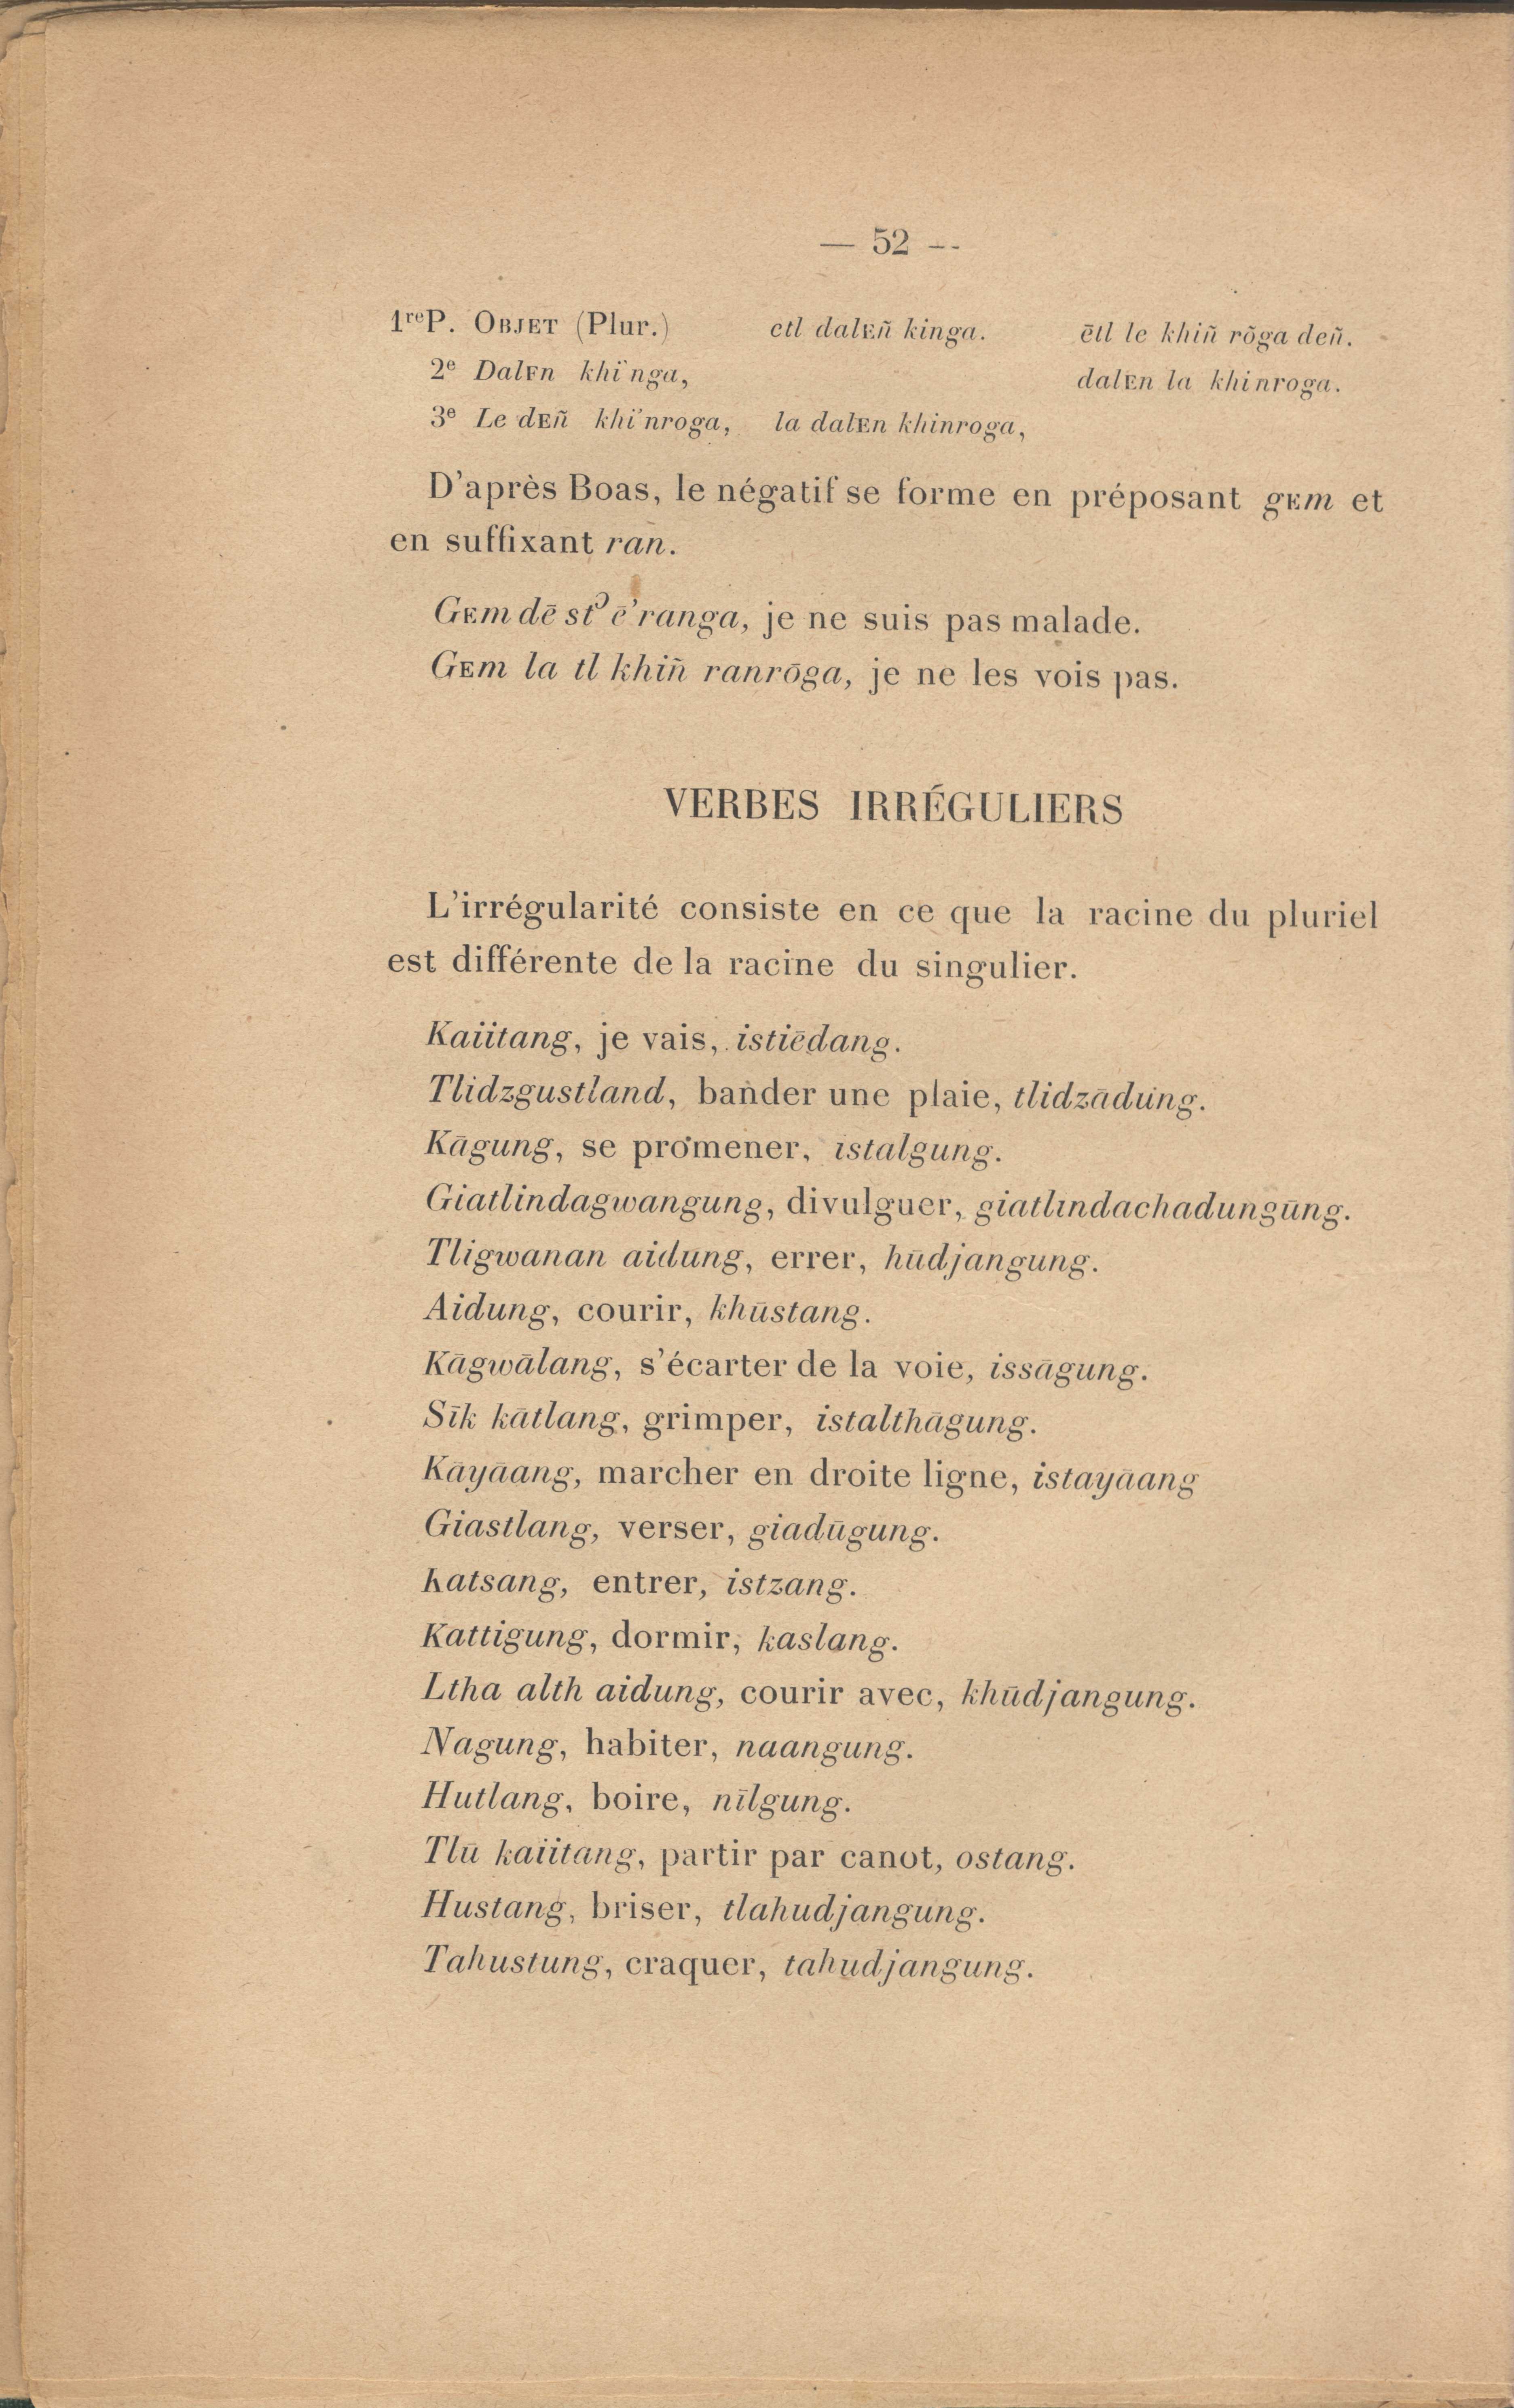 — 52 —
1re P. OBJET (Plur.) etl dalEñ kinga. ētl le khiñ rōga deñ.
2e DalEn khi'nga, dalEn la khinroga.
3e Le dEñ khi'nroga, la dalEn khinroga,
D'après Boas, le négatif se forme en préposant gEm et
en suffixant ran.
GEm dē st' ē'ranga, je ne suis pas malade.
GEm la tl khiñ ranrōga, je ne les vois pas.
VERBES IRRÉGULIERS
L'irrégularité consiste en ce que la racine du pluriel
est différente de la racine du singulier.
Kaiitang, je vais, istiēdang.
Tlidzgustland, bander une plaie, tlidzādung.
Kāgung, se promener, istalgung.
Giatlindagwangung, divulguer, giatlindachadungūng.
Tligwanan aidung, errer, hūdjangung.
Aidung, courir, khūstang.
Kāgwālang, s'écarter de la voie, issāgung.
Sīk kātlang, grimper, istalthāgung.
Kāyāang, marcher en droite ligne, istayāang
Giastlang, verser, giadūgung.
Katsang, entrer, istzang.
Kattigung, dormir, kaslang.
Ltha alth aidung, courir avec, khūdjangung.
Nagung, habiter, naangung.
Hutlang, boire, nīlgung.
Tlū kaiitang, partir par canot, ostang.
Hustang, briser, tlahudjangung.
Tahustung, craquer, tahudjangung.